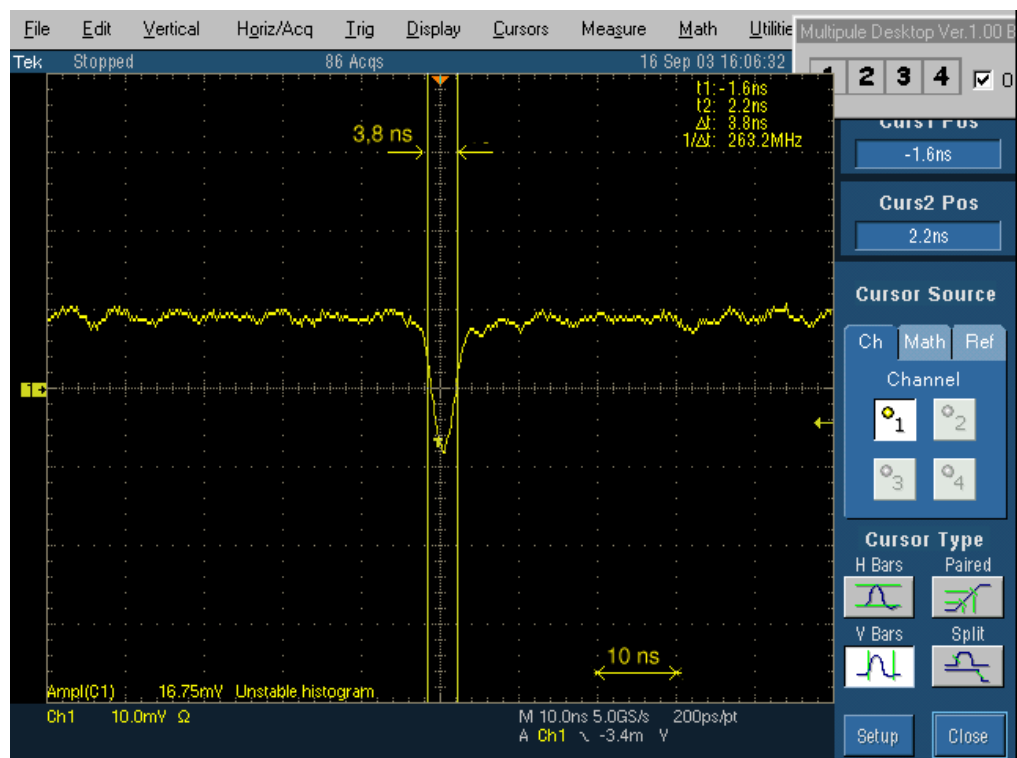 File Edit Vertical Horiz/Acq Trig Display Cursors Measure Math Utilitie
Multipule Desktop Ver.1.00 B
Tek Stopped 86 Acqs 16 Sep 03 16:06:32
1 2 3 4 O
t1: -1.6ns
t2: 2.2ns
Δt: 3.8ns
1/Δt: 263.2MHz
3,8 ns
Curs1 Pos
-1.6ns
Curs2 Pos
2.2ns
Cursor Source
Ch Math Ref
Channel
1 2
3 4
1
Cursor Type
H Bars Paired
V Bars Split
10 ns
Ampl(C1) 16.75mV Unstable histogram
Ch1 10.0mV Ω
M 10.0ns 5.0GS/s 200ps/pt
A Ch1 -3.4m V
Setup Close